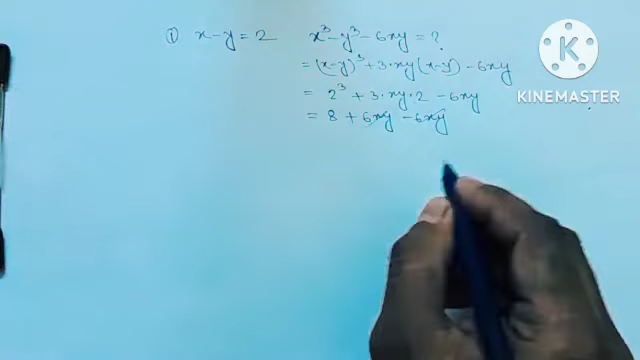 ① x-y=2 x³-y³-6xy=?
=(x-y)³+3·xy(x-y)-6xy
= 2³+3·xy·2-6xy
= 8+6xy-6xy
KINEMASTER